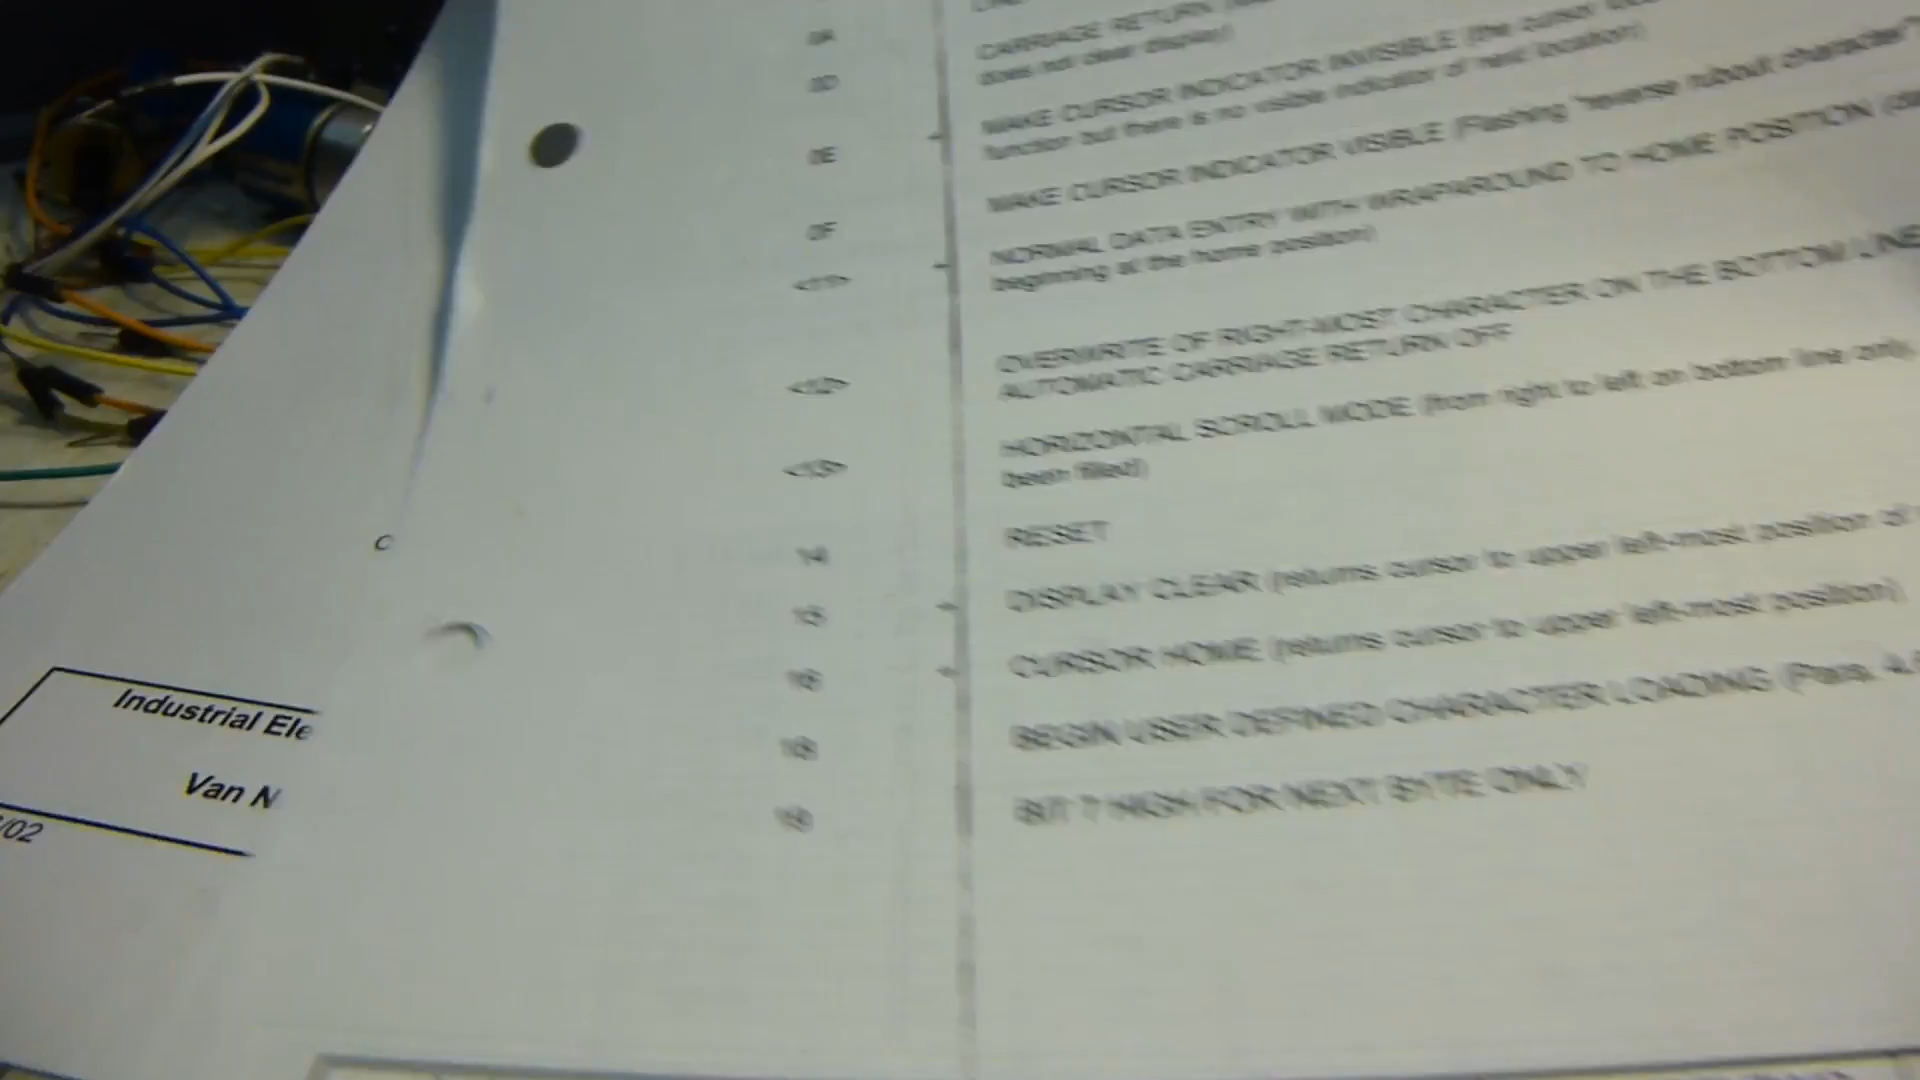 0A
CARRIAGE RETURN
does not clear display)
0D
MAKE CURSOR INDICATOR INVISIBLE (the cursor
function but there is no visible indicator of next location)
0E
MAKE CURSOR INDICATOR VISIBLE (Flashing "reverse rubout character"
0F
NORMAL DATA ENTRY WITH WRAPAROUND TO HOME POSITION
beginning at the home position)
<11>
OVERWRITE OF RIGHT-MOST CHARACTER ON THE BOTTOM LINE
AUTOMATIC CARRIAGE RETURN OFF
<12>
HORIZONTAL SCROLL MODE (from right to left on bottom line only,
been filled)
<13>
RESET
14
DISPLAY CLEAR (returns cursor to upper left-most position of
15
CURSOR HOME (returns cursor to upper left-most position)
16
BEGIN USER DEFINED CHARACTER LOADING (Para. 4.
18
BIT 7 HIGH FOR NEXT BYTE ONLY
19
c
Industrial Ele
Van N
/02